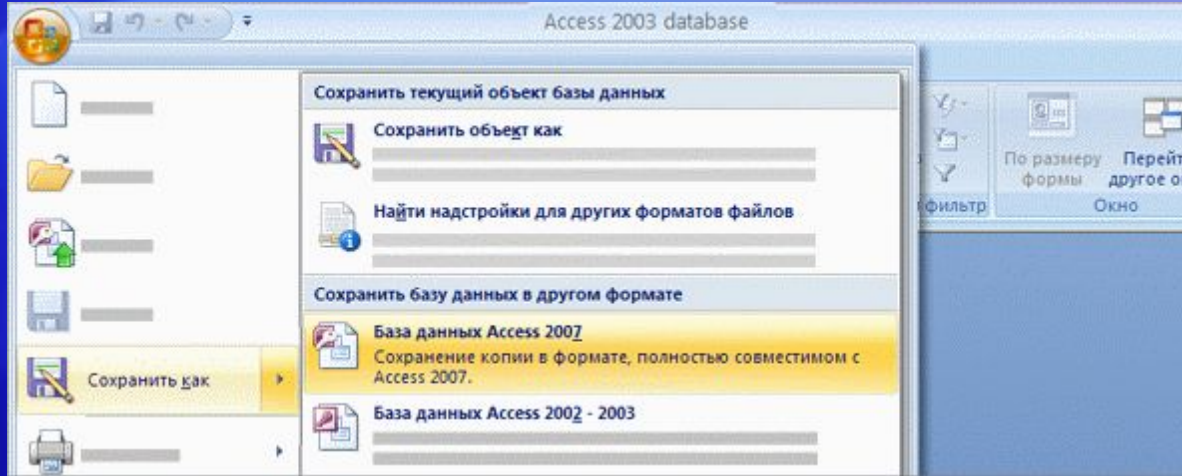 Access 2003 database
Сохранить текущий объект базы данных
Сохранить объект как
Найти надстройки для других форматов файлов
Сохранить базу данных в другом формате
База данных Access 2007
Сохранение копии в формате, полностью совместимом с
Access 2007.
Сохранить как
База данных Access 2002 - 2003
По размеру
формы
Перейт
другое о
фильтр
Окно